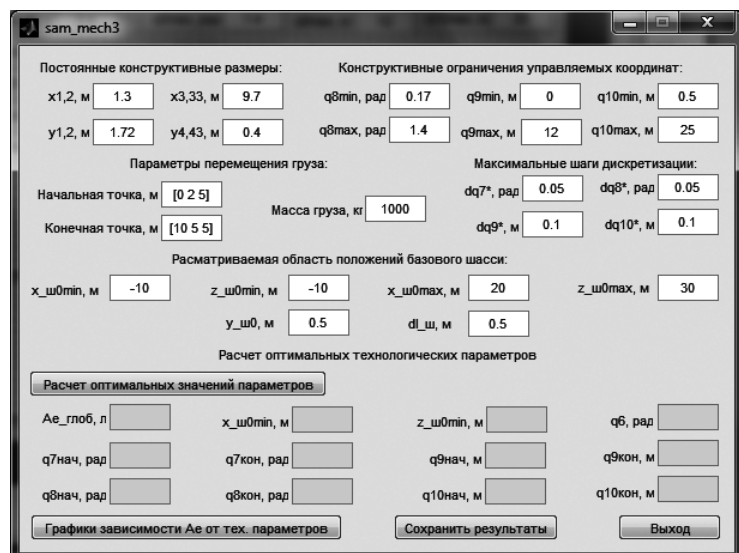 sam_mech3
Постоянные конструктивные размеры: Конструктивные ограничения управляемых координат:
x1,2, м 1.3 x3,33, м 9.7 q8min, рад 0.17 q9min, м 0 q10min, м 0.5
y1,2, м 1.72 y4,43, м 0.4 q8max, рад 1.4 q9max, м 12 q10max, м 25
Параметры перемещения груза: Максимальные шаги дискретизации:
Начальная точка, м [0 2 5] Масса груза, кг 1000 dq7*, рад 0.05 dq8*, рад 0.05
Конечная точка, м [10 5 5] dq9*, м 0.1 dq10*, м 0.1
Расматриваемая область положений базового шасси:
x_ш0min, м -10 z_ш0min, м -10 x_ш0max, м 20 z_ш0max, м 30
y_ш0, м 0.5 dl_ш, м 0.5
Расчет оптимальных технологических параметров
Расчет оптимальных значений параметров
Ae_глоб, л x_ш0min, м z_ш0min, м q6, рад
q7нач, рад q7кон, рад q9нач, м q9кон, м
q8нач, рад q8кон, рад q10нач, м q10кон, м
Графики зависимости Ае от тех. параметров Сохранить результаты Выход